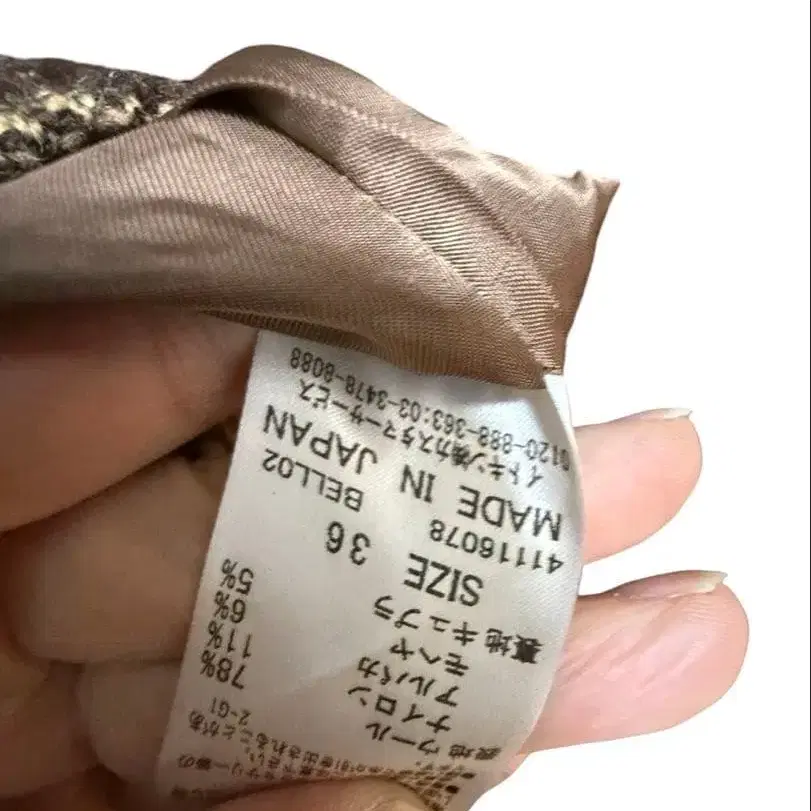 2-GT
表地 ウール 78%
ナイロン 11%
アルパカ 6%
モヘヤ 5%
裏地 キュプラ
SIZE 36
41116078 BELL02
MADE IN JAPAN
イトキン㈱カスタマーサービス
0120-888-363:03-3478-8088